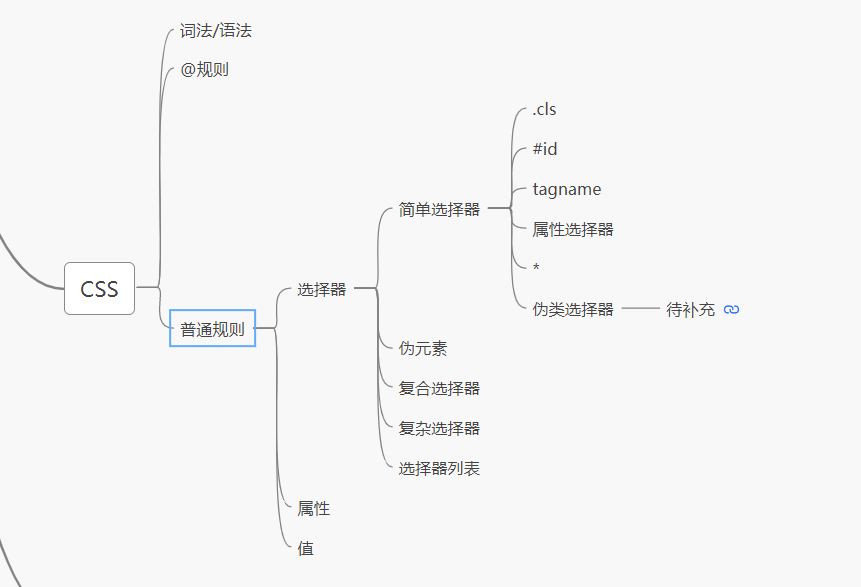 词法/语法
@规则
.cls
#id
tagname
简单选择器
属性选择器
*
CSS
选择器
伪类选择器
待补充
普通规则
伪元素
复合选择器
复杂选择器
选择器列表
属性
值